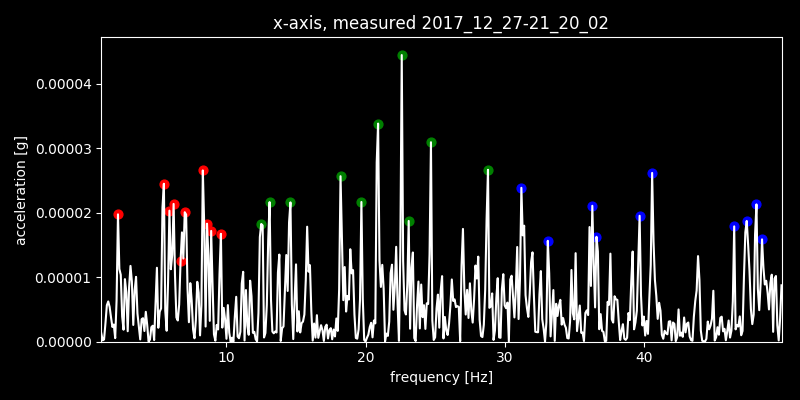 x-axis, measured 2017_12_27-21_20_02
acceleration [g]
0.00004
0.00003
0.00002
0.00001
0.00000
10 20 30 40
frequency [Hz]